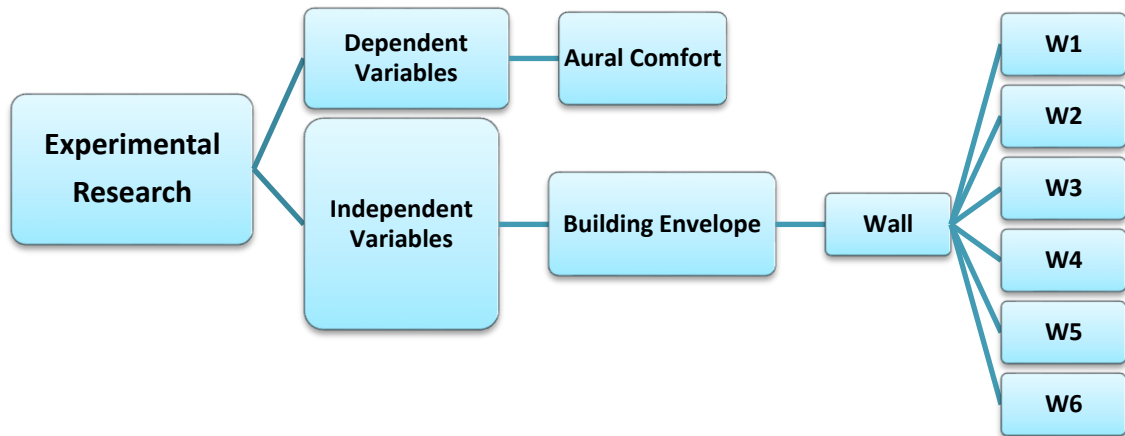 Experimental
Research
Dependent
Variables
Aural Comfort
Independent
Variables
Building Envelope
Wall
W1
W2
W3
W4
W5
W6